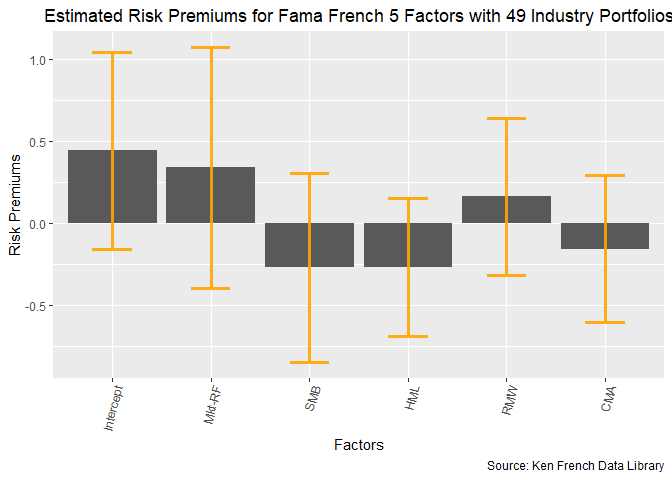 Estimated Risk Premiums for Fama French 5 Factors with 49 Industry Portfolios
Risk Premiums
1.0
0.5
0.0
-0.5
Intercept
Mkt-RF
SMB
HML
RMW
CMA
Factors
Source: Ken French Data Library